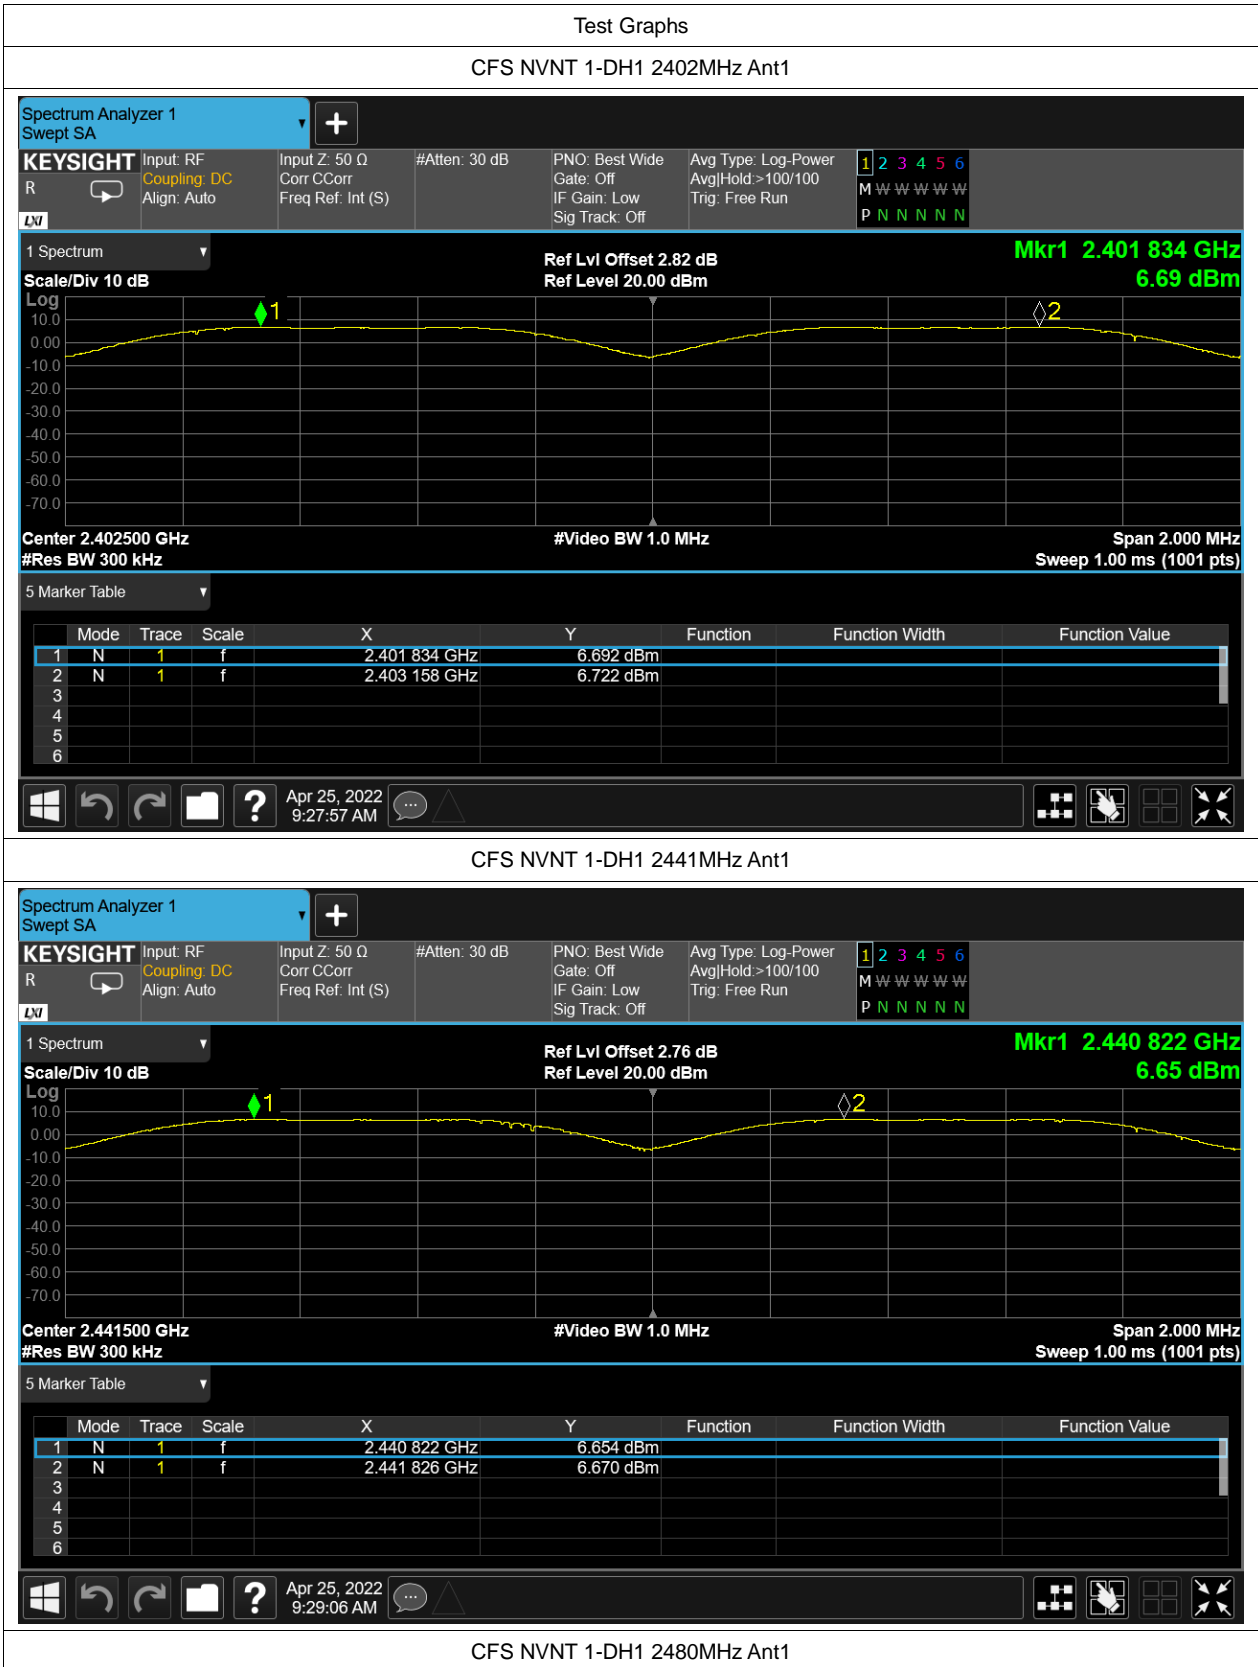 Test Graphs
CFS NVNT 1-DH1 2402MHz Ant1
Spectrum Analyzer 1
Swept SA
KEYSIGHT Input: RF Input Z: 50 Ω #Atten: 30 dB PNO: Best Wide Avg Type: Log-Power 1 2 3 4 5 6
R Coupling: DC Corr CCorr Gate: Off Avg|Hold:>100/100 M W W W W W
Align: Auto Freq Ref: Int (S) IF Gain: Low Trig: Free Run
LXI Sig Track: Off P N N N N N
1 Spectrum Ref Lvl Offset 2.82 dB Mkr1 2.401 834 GHz
Scale/Div 10 dB Ref Level 20.00 dBm 6.69 dBm
Log
1 2
10.0
0.00
-10.0
-20.0
-30.0
-40.0
-50.0
-60.0
-70.0
Center 2.402500 GHz #Video BW 1.0 MHz Span 2.000 MHz
#Res BW 300 kHz Sweep 1.00 ms (1001 pts)
5 Marker Table
Mode Trace Scale X Y Function Function Width Function Value
1 N 1 f 2.401 834 GHz 6.692 dBm
2 N 1 f 2.403 158 GHz 6.722 dBm
3
4
5
6
? Apr 25, 2022
9:27:57 AM
CFS NVNT 1-DH1 2441MHz Ant1
Spectrum Analyzer 1
Swept SA
KEYSIGHT Input: RF Input Z: 50 Ω #Atten: 30 dB PNO: Best Wide Avg Type: Log-Power 1 2 3 4 5 6
R Coupling: DC Corr CCorr Gate: Off Avg|Hold:>100/100 M W W W W W
Align: Auto Freq Ref: Int (S) IF Gain: Low Trig: Free Run
LXI Sig Track: Off P N N N N N
1 Spectrum Ref Lvl Offset 2.76 dB Mkr1 2.440 822 GHz
Scale/Div 10 dB Ref Level 20.00 dBm 6.65 dBm
Log
1 2
10.0
0.00
-10.0
-20.0
-30.0
-40.0
-50.0
-60.0
-70.0
Center 2.441500 GHz #Video BW 1.0 MHz Span 2.000 MHz
#Res BW 300 kHz Sweep 1.00 ms (1001 pts)
5 Marker Table
Mode Trace Scale X Y Function Function Width Function Value
1 N 1 f 2.440 822 GHz 6.654 dBm
2 N 1 f 2.441 826 GHz 6.670 dBm
3
4
5
6
? Apr 25, 2022
9:29:06 AM
CFS NVNT 1-DH1 2480MHz Ant1